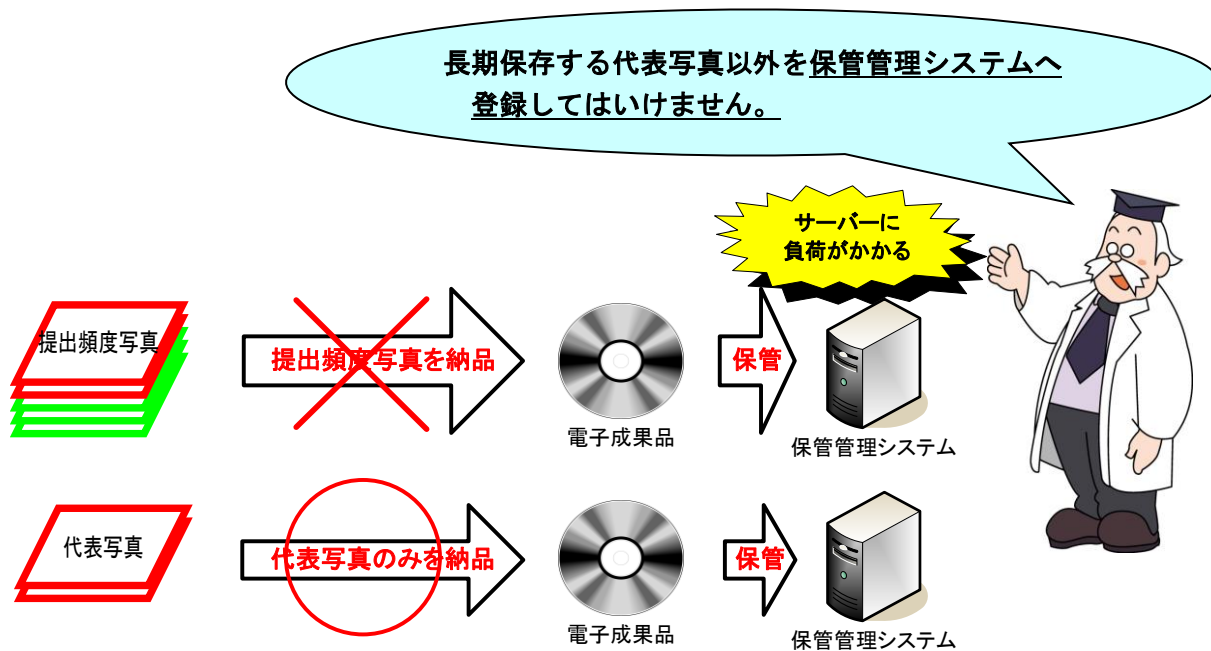 長期保存する代表写真以外を保管管理システムへ
登録してはいけません。
サーバーに
負荷がかかる
提出頻度写真
提出頻度写真を納品
保管
電子成果品
保管管理システム
代表写真
代表写真のみを納品
保管
電子成果品
保管管理システム